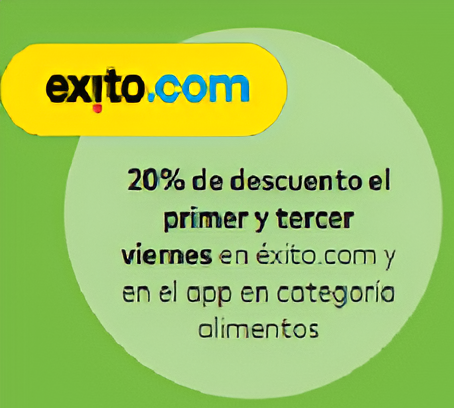 exito.com
20% de descuento el
primer y tercer
viernes en éxito.com y
en el app en categoría
alimentos